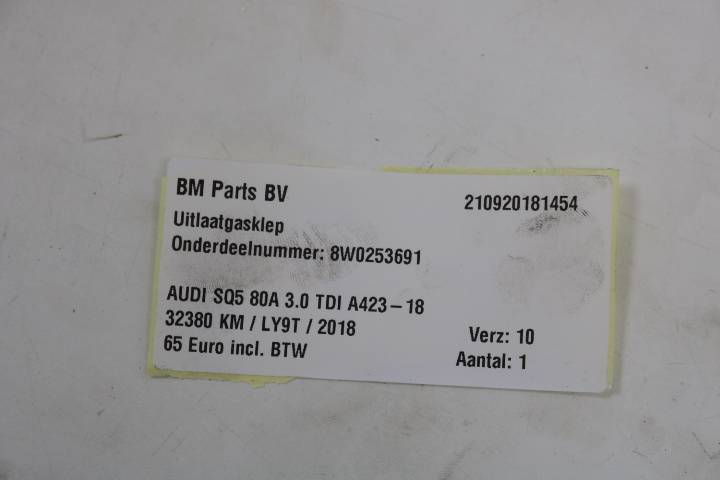 BM Parts BV 210920181454
Uitlaatgasklep
Onderdeelnummer: 8W0253691
AUDI SQ5 80A 3.0 TDI A423-18
32380 KM / LY9T / 2018 Verz: 10
65 Euro incl. BTW Aantal: 1